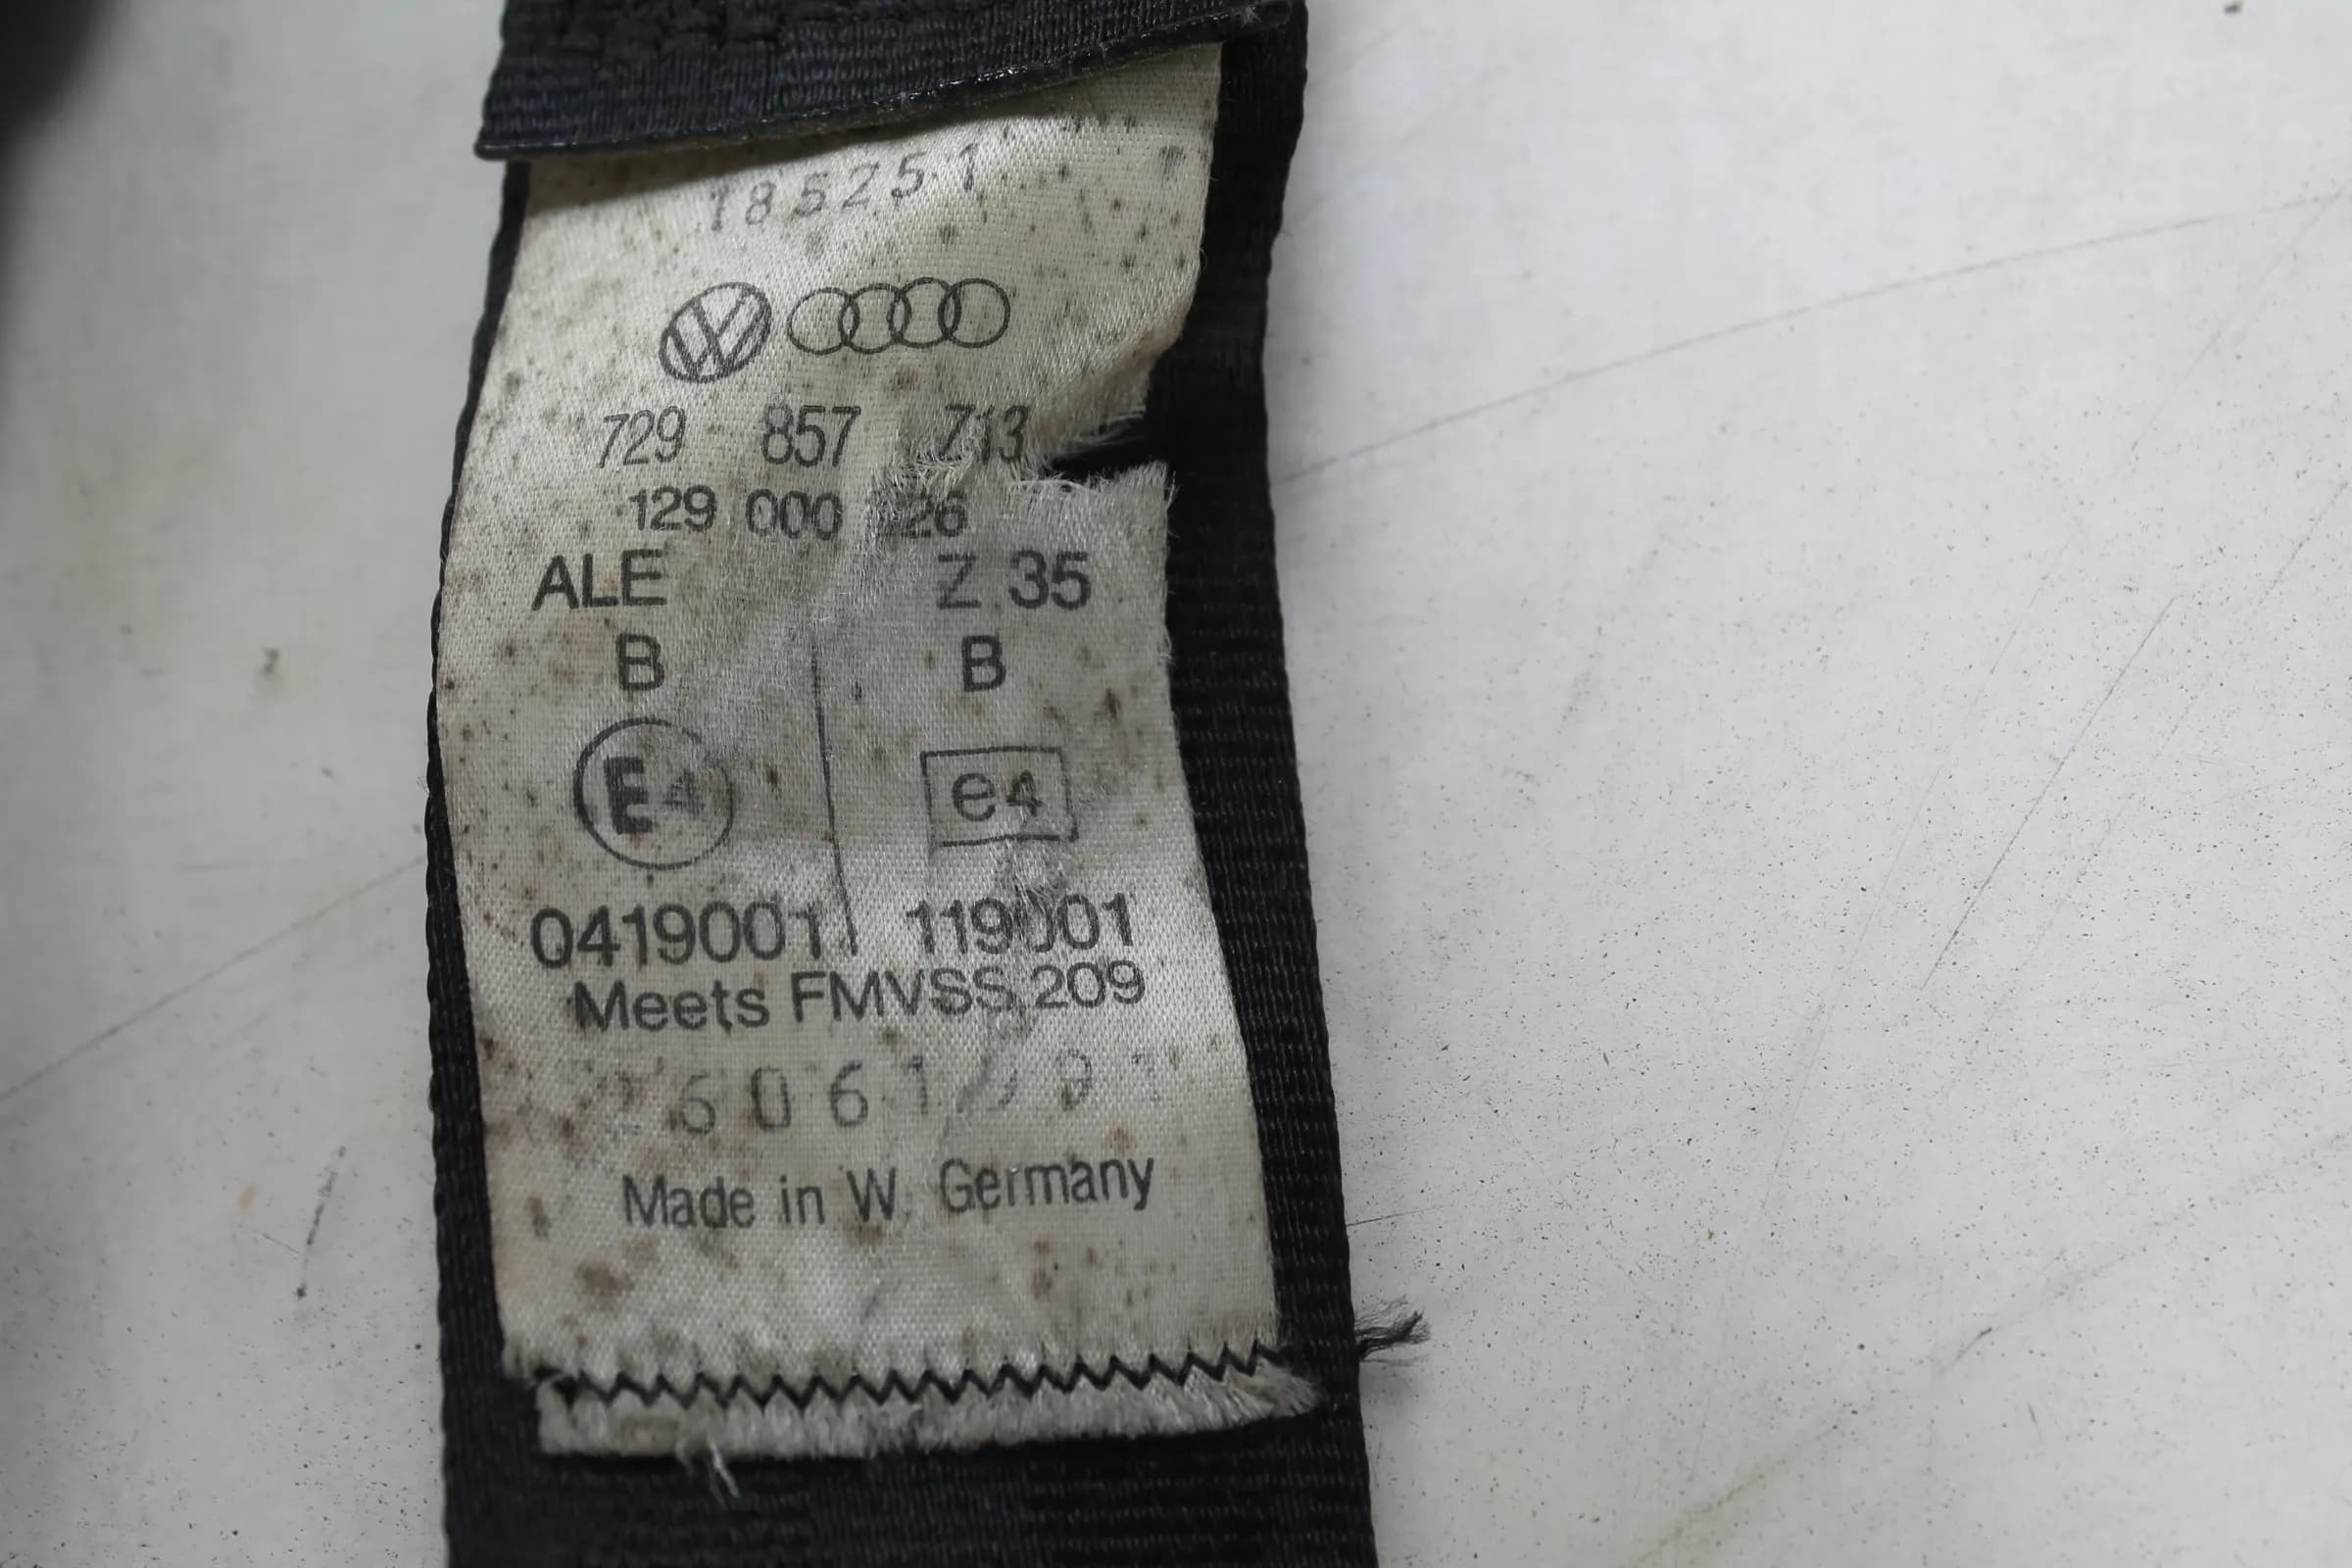 185251
729 857 713
129 000 26
ALE Z.35
B B
E4 e4
0419001 119001
Meets FMVSS 209
6061
Made in W. Germany